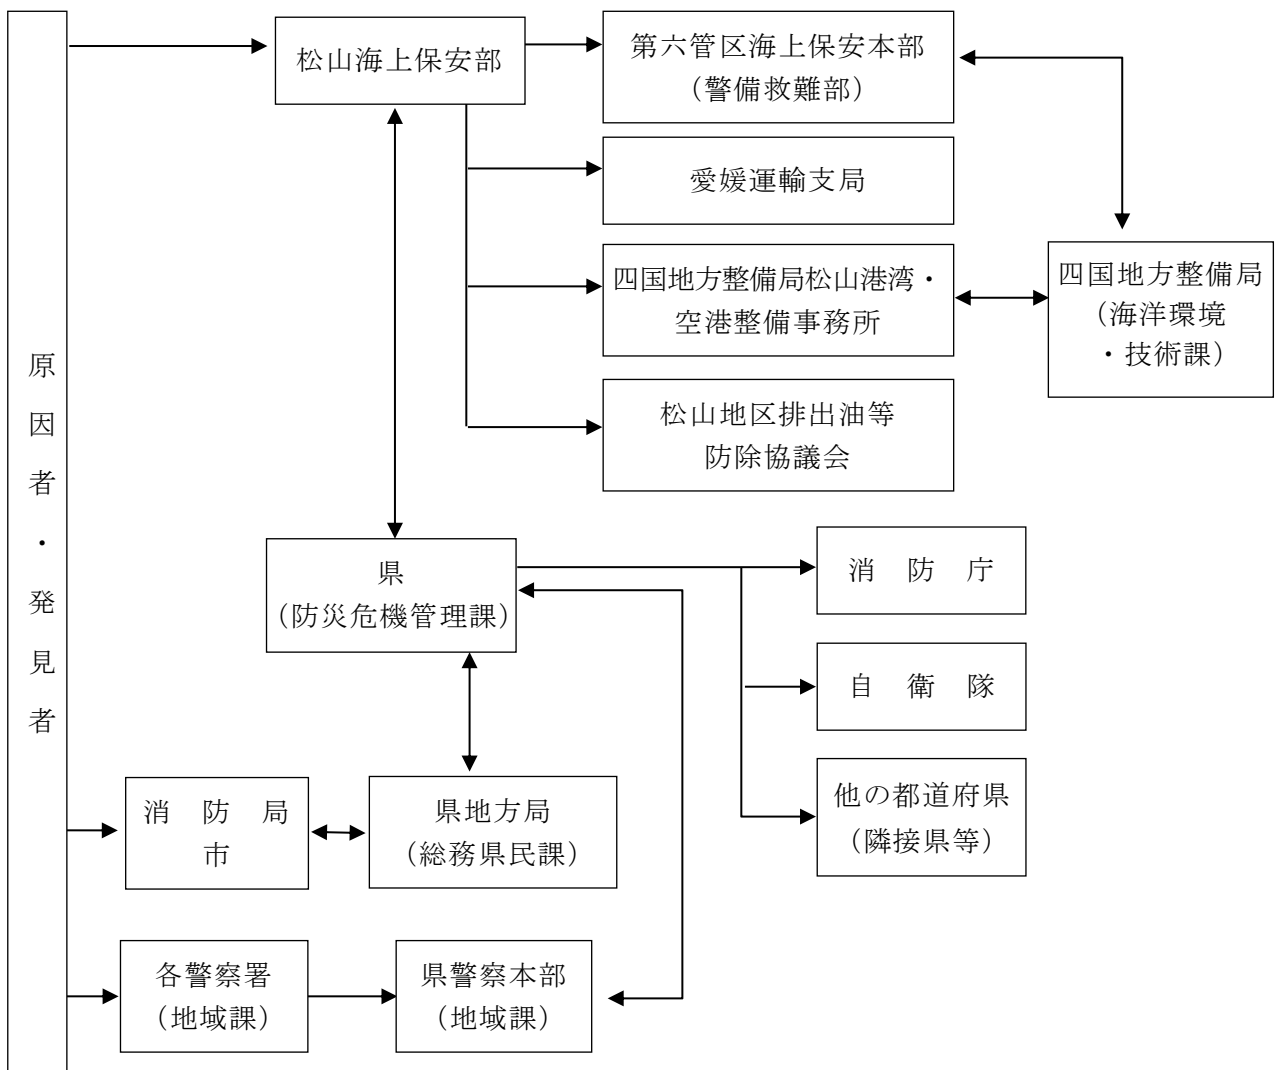 原因者・発見者
松山海上保安部
第六管区海上保安本部
（警備救難部）
愛媛運輸支局
四国地方整備局松山港湾・
空港整備事務所
四国地方整備局
（海洋環境
・技術課）
松山地区排出油等
防除協議会
県
（防災危機管理課）
消　防　庁
自　衛　隊
他の都道府県
（隣接県等）
消　防　局
市
県地方局
（総務県民課）
各警察署
（地域課）
県警察本部
（地域課）